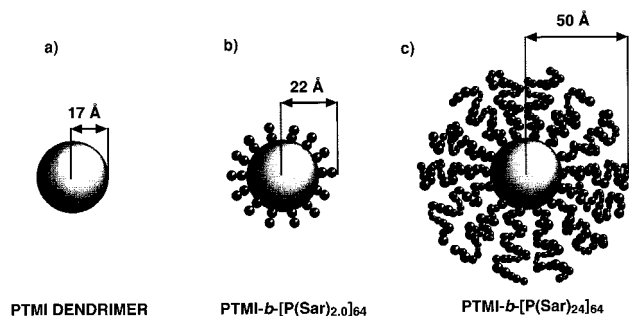 a)
b)
c)
50 Å
22 Å
17 Å
PTMI DENDRIMER
PTMI-b-[P(Sar)2.0]64
PTMI-b-[P(Sar)24]64